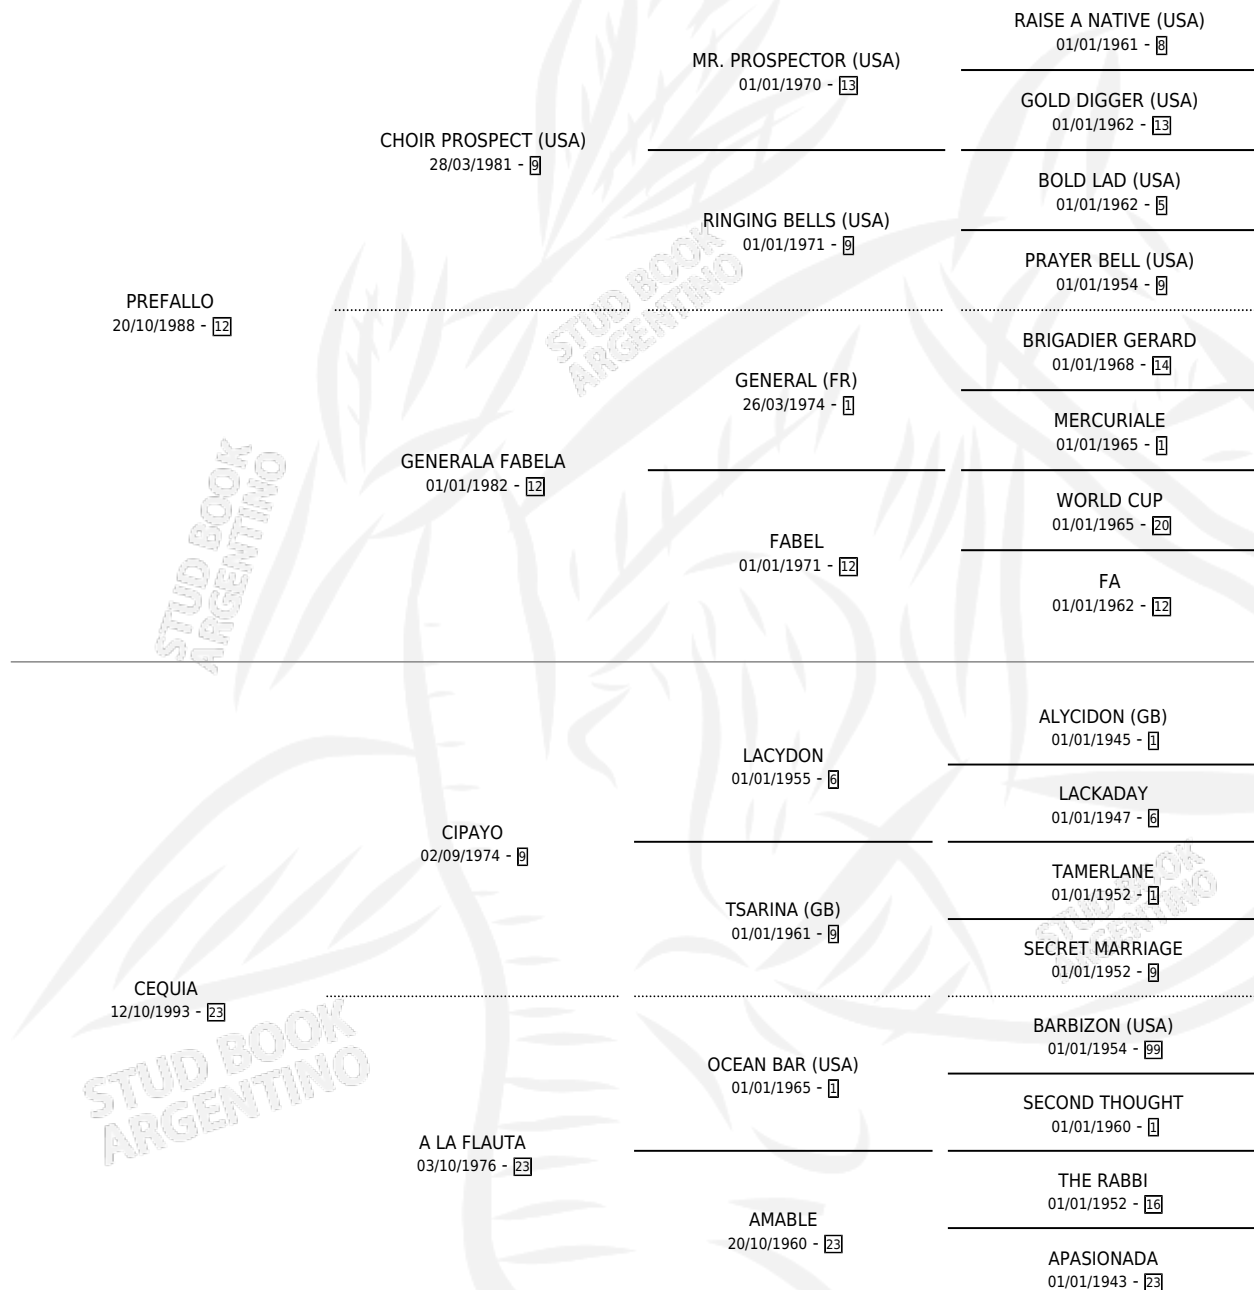 RAISE A NATIVE (USA)
01/01/1961 - 8
MR. PROSPECTOR (USA)
01/01/1970 - 13
GOLD DIGGER (USA)
01/01/1962 - 13
CHOIR PROSPECT (USA)
28/03/1981 - 9
BOLD LAD (USA)
01/01/1962 - 5
RINGING BELLS (USA)
01/01/1971 - 9
PRAYER BELL (USA)
01/01/1954 - 9
PREFALLO
20/10/1988 - 12
STUD BOOK
ARGENTINO
BRIGADIER GERARD
01/01/1968 - 14
GENERAL (FR)
26/03/1974 - 1
MERCURIALE
01/01/1965 - 1
GENERALA FABELA
01/01/1982 - 12
WORLD CUP
01/01/1965 - 20
FABEL
01/01/1971 - 12
FA
01/01/1962 - 12
STUD BOOK
ARGENTINO
ALYCIDON (GB)
01/01/1945 - 1
LACYDON
01/01/1955 - 6
LACKADAY
01/01/1947 - 6
CIPAYO
02/09/1974 - 9
TAMERLANE
01/01/1952 - 1
TSARINA (GB)
01/01/1961 - 9
SECRET MARRIAGE
01/01/1952 - 9
STUD BOOK
ARGENTINO
CEQUIA
12/10/1993 - 23
BARBIZON (USA)
01/01/1954 - 99
OCEAN BAR (USA)
01/01/1965 - 1
SECOND THOUGHT
01/01/1960 - 1
STUD BOOK
ARGENTINO
A LA FLAUTA
03/10/1976 - 23
THE RABBI
01/01/1952 - 16
AMABLE
20/10/1960 - 23
APASIONADA
01/01/1943 - 23